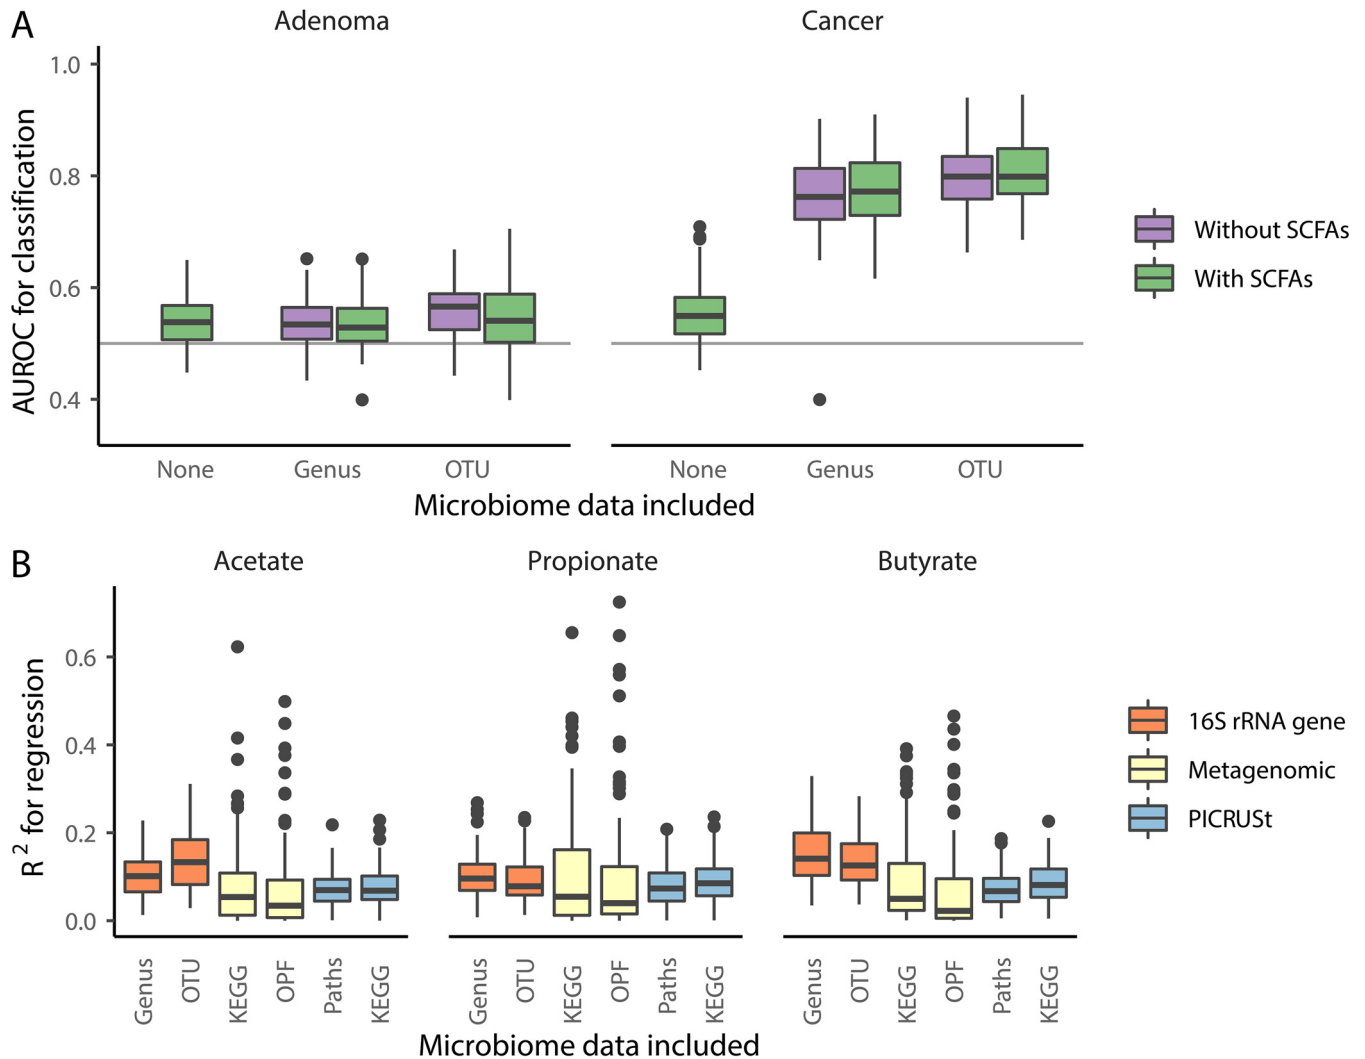 A
Adenoma
Cancer
AUROC for classification
1.0
0.8
0.6
0.4
None
Genus
OTU
None
Genus
OTU
Microbiome data included
Without SCFAs
With SCFAs
B
Acetate
Propionate
Butyrate
R² for regression
0.6
0.4
0.2
0.0
Genus
OTU
KEGG
OPF
Paths
KEGG
Genus
OTU
KEGG
OPF
Paths
KEGG
Genus
OTU
KEGG
OPF
Paths
KEGG
Microbiome data included
16S rRNA gene
Metagenomic
PICRUSt